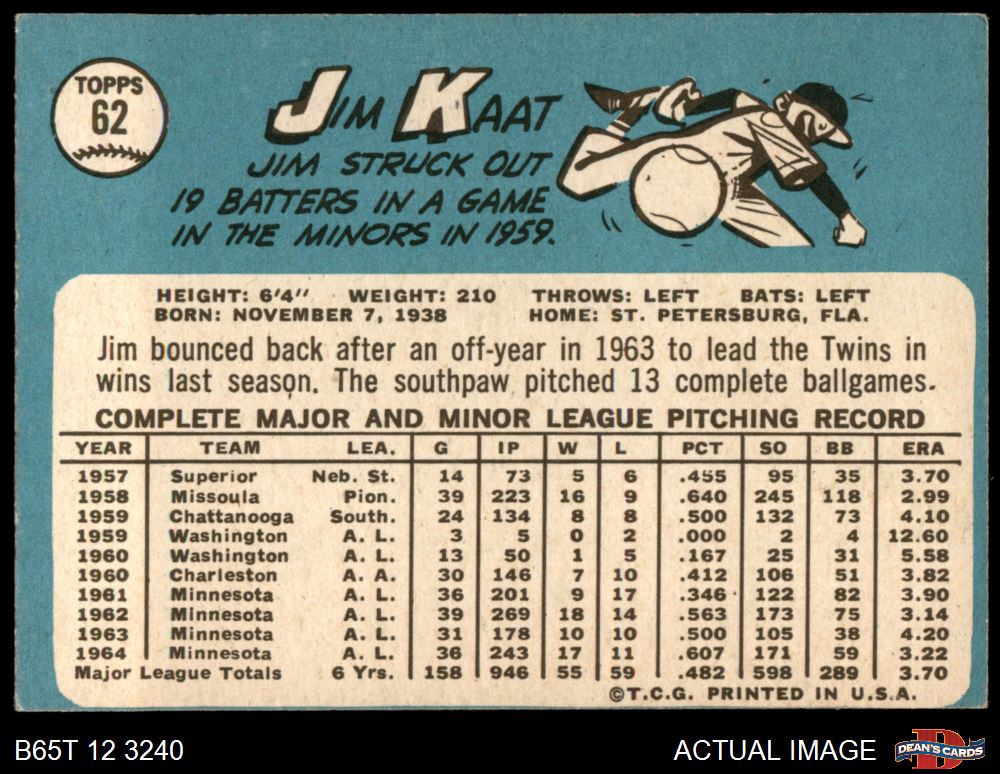 TOPPS
62
JIM KAAT
JIM STRUCK OUT
19 BATTERS IN A GAME
IN THE MINORS IN 1959.
HEIGHT: 6'4" WEIGHT: 210 THROWS: LEFT BATS: LEFT
BORN: NOVEMBER 7, 1938 HOME: ST. PETERSBURG, FLA.
Jim bounced back after an off-year in 1963 to lead the Twins in
wins last season. The southpaw pitched 13 complete ballgames.
COMPLETE MAJOR AND MINOR LEAGUE PITCHING RECORD
YEAR TEAM LEA. G IP W L PCT SO BB ERA
1957 Superior Neb. St. 14 73 5 6 .455 95 35 3.70
1958 Missoula Pion. 39 223 16 9 .640 245 118 2.99
1959 Chattanooga South. 24 134 8 8 .500 132 73 4.10
1959 Washington A. L. 3 5 0 2 .000 2 4 12.60
1960 Washington A. L. 13 50 1 5 .167 25 31 5.58
1960 Charleston A. A. 30 146 7 10 .412 106 51 3.82
1961 Minnesota A. L. 36 201 9 17 .346 122 82 3.90
1962 Minnesota A. L. 39 269 18 14 .563 173 75 3.14
1963 Minnesota A. L. 31 178 10 10 .500 105 38 4.20
1964 Minnesota A. L. 36 243 17 11 .607 171 59 3.22
Major League Totals 6 Yrs. 158 946 55 59 .482 598 289 3.70
©T.C.G. PRINTED IN U.S.A.
B65T 12 3240 ACTUAL IMAGE DEAN'S CARDS